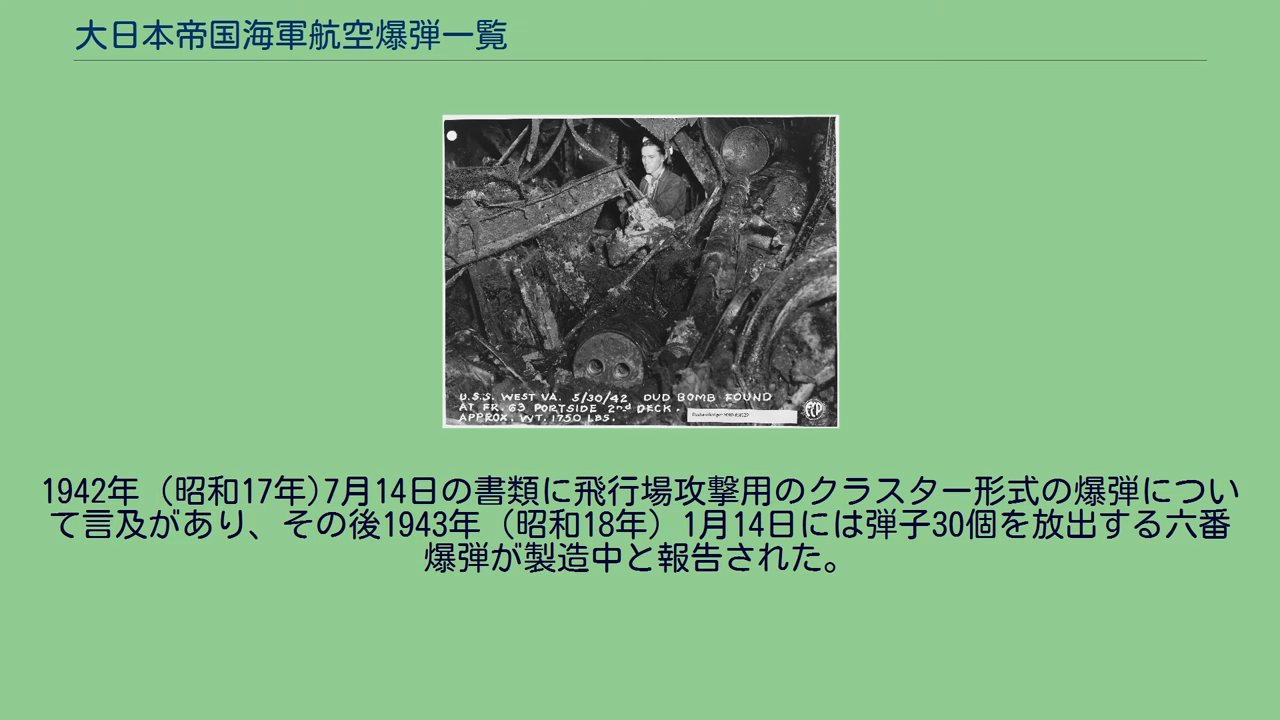 大日本帝国海軍航空爆弾一覧
U.S.S. WEST VA. 5/30/42 DUD BOMB FOUND
AT FR. 63 PORTSIDE 2nd DECK.
APPROX. WT. 1750 LBS.
1942年（昭和17年)7月14日の書類に飛行場攻撃用のクラスター形式の爆弾につい
て言及があり、その後1943年（昭和18年）1月14日には弾子30個を放出する六番
爆弾が製造中と報告された。